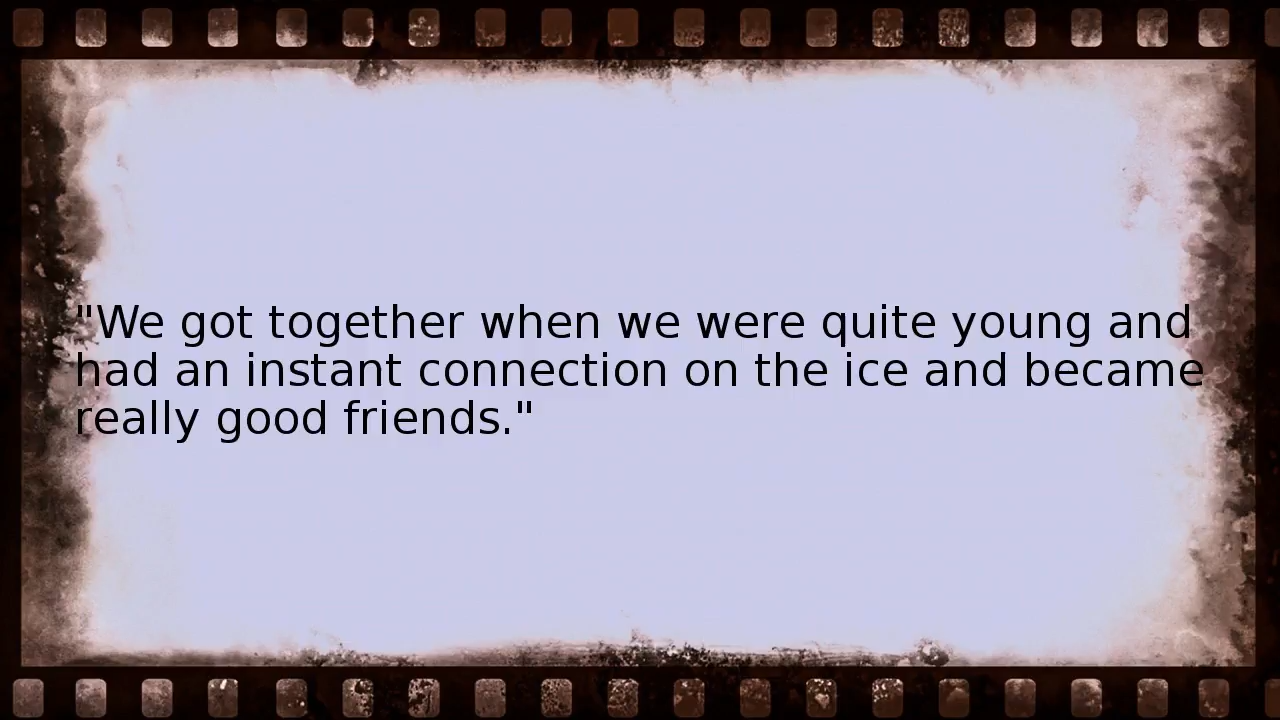 "We got together when we were quite young and
had an instant connection on the ice and became
really good friends."